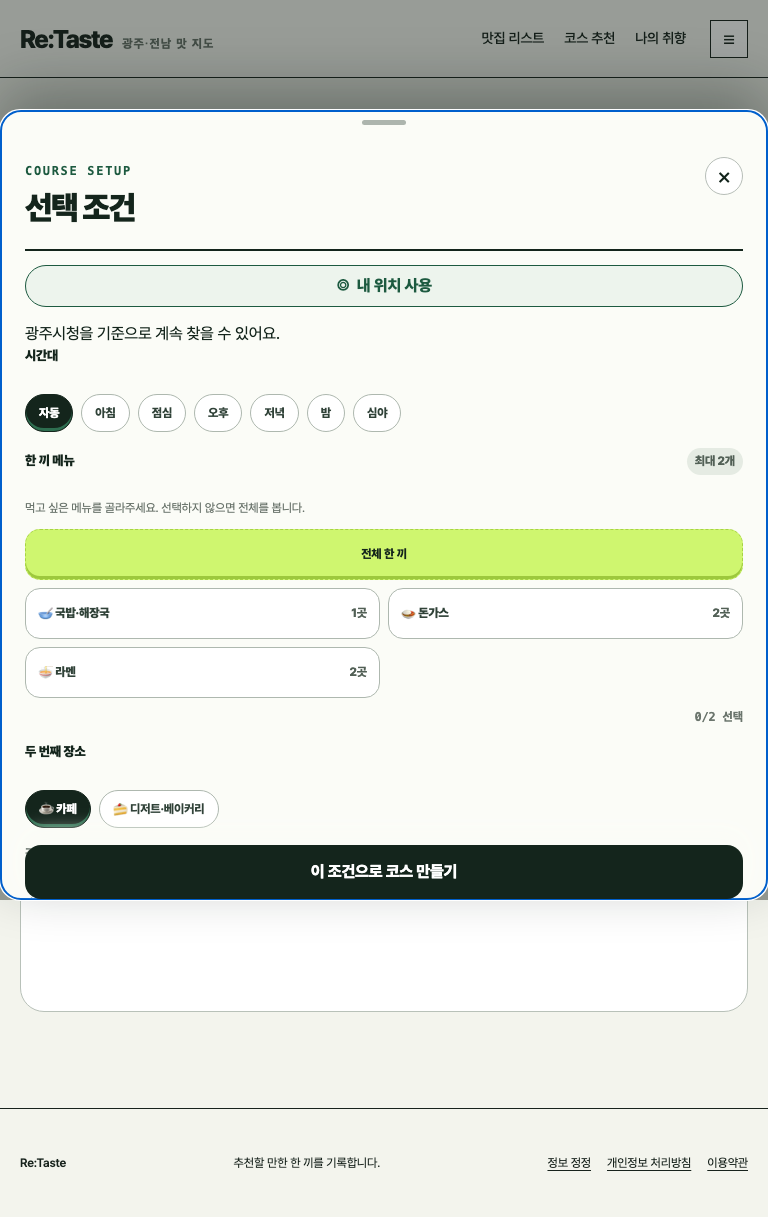 Re:Taste 광주·전남 맛 지도 맛집 리스트 코스 추천 나의 취향
COURSE SETUP
선택 조건
내 위치 사용
광주시청을 기준으로 계속 찾을 수 있어요.
시간대
자동 아침 점심 오후 저녁 밤 심야
한 끼 메뉴 최대 2개
먹고 싶은 메뉴를 골라주세요. 선택하지 않으면 전체를 봅니다.
전체 한 끼
국밥·해장국 1곳 돈가스 2곳
라멘 2곳
0/2 선택
두 번째 장소
카페 디저트·베이커리
이 조건으로 코스 만들기
Re:Taste 추천할 만한 한 끼를 기록합니다. 정보 정정 개인정보 처리방침 이용약관